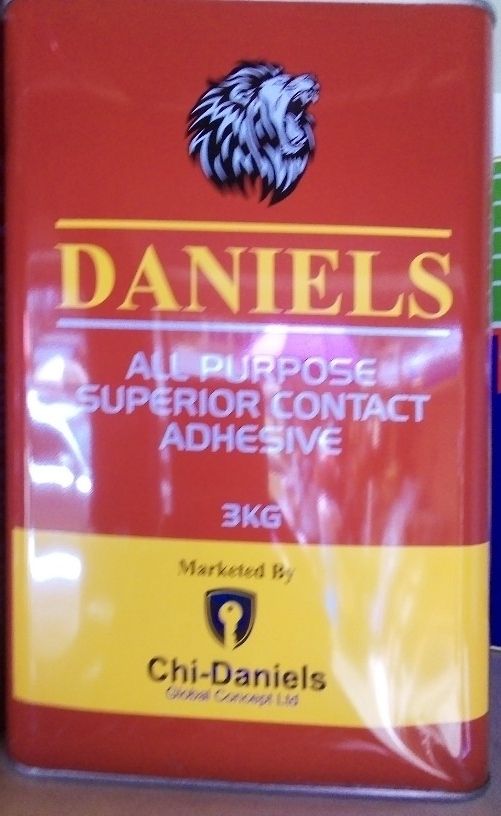 DANIELS
ALL PURPOSE
SUPERIOR CONTACT
ADHESIVE
3KG
Marketed By
Chi-Daniels
Global Concept Ltd